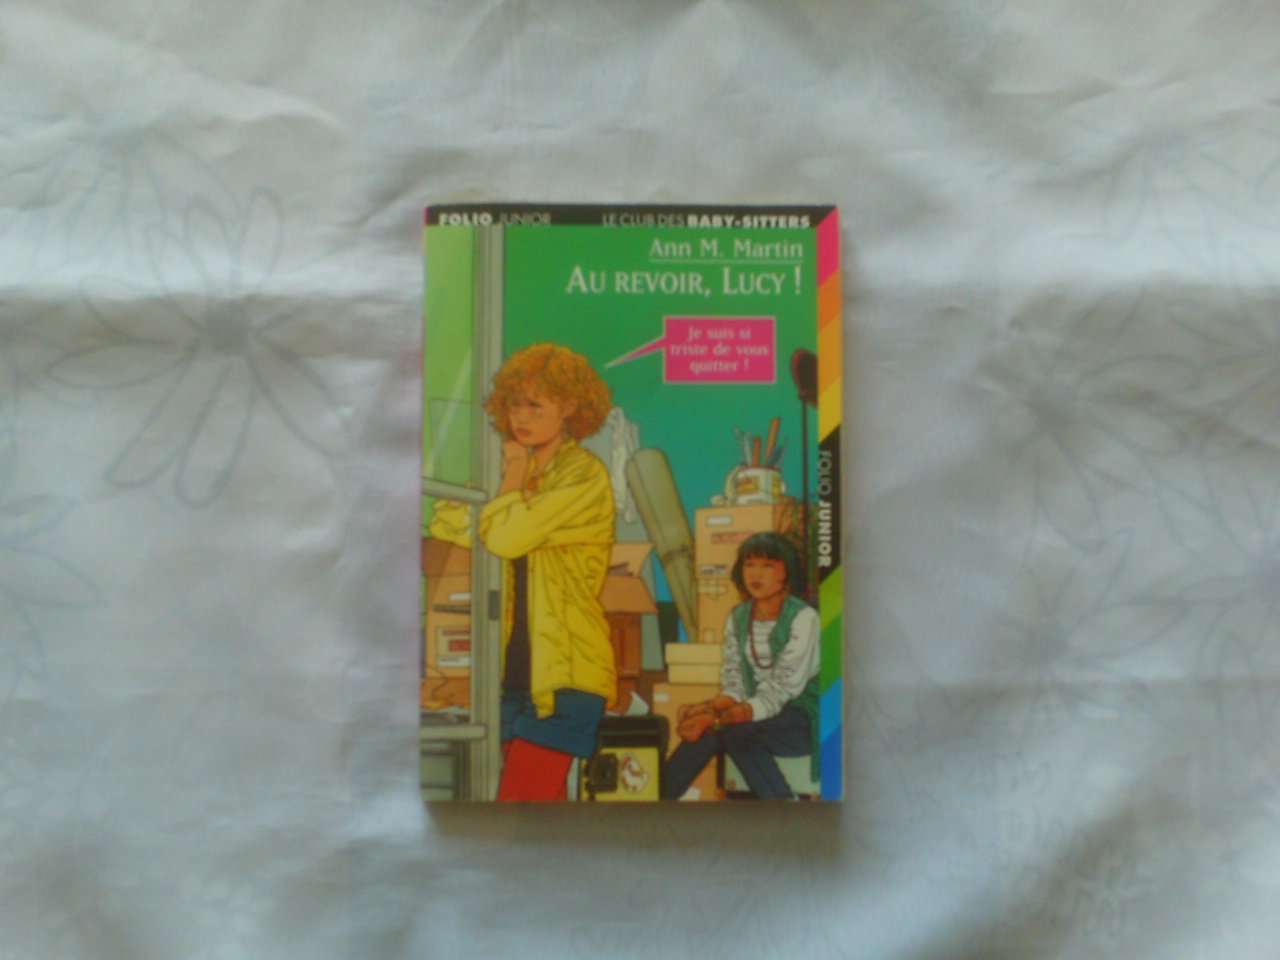 FOLIO JUNIOR LE CLUB DES BABY-SITTERS
Ann M. Martin
AU REVOIR, LUCY !
Je suis si
triste de vous
quitter !
FOLIO JUNIOR